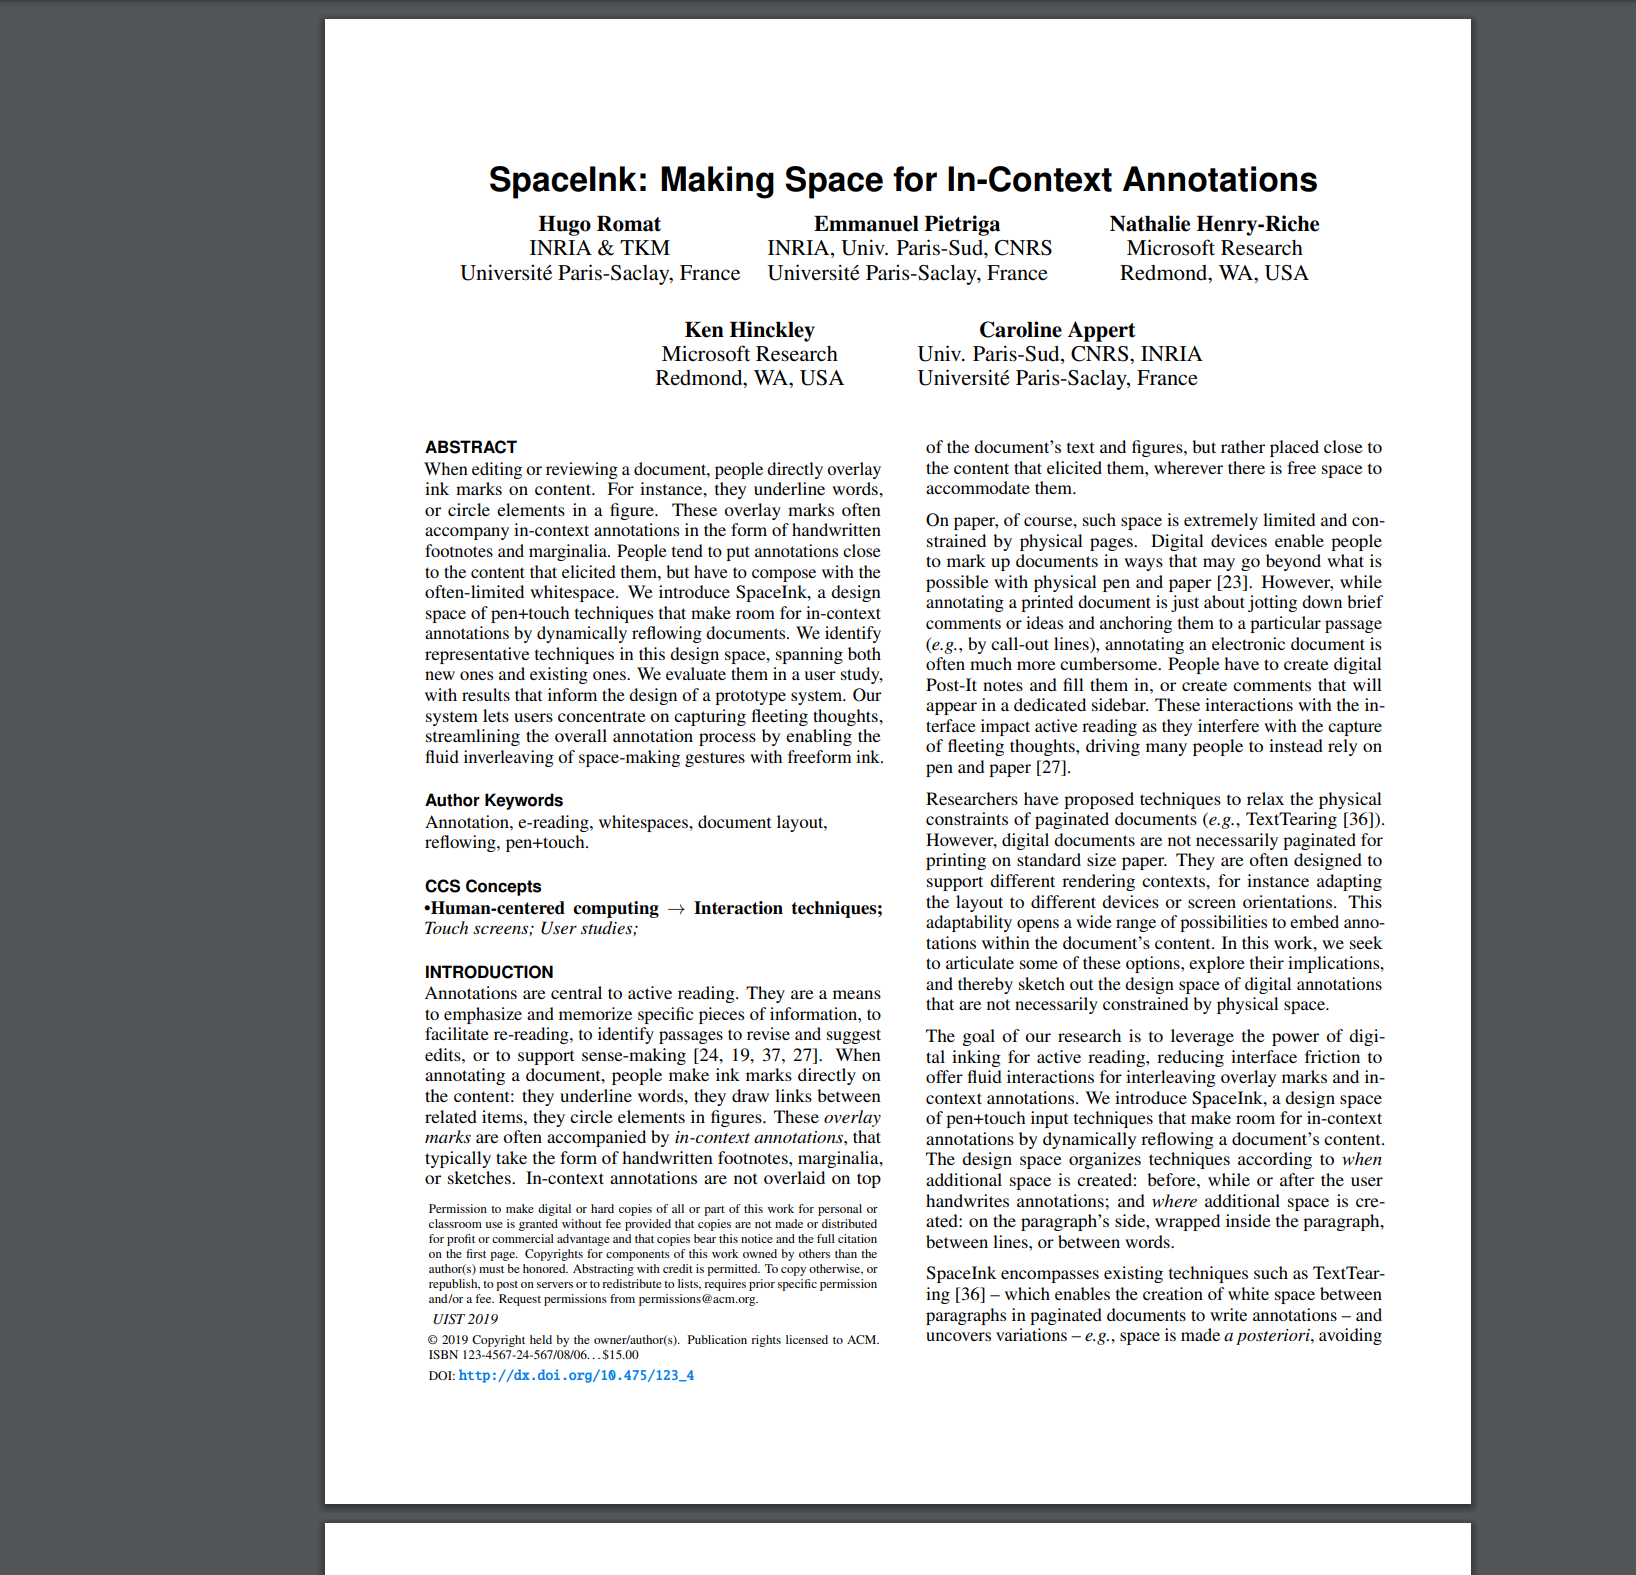 SpaceInk: Making Space for In-Context Annotations
Hugo Romat
INRIA & TKM
Université Paris-Saclay, France
Emmanuel Pietriga
INRIA, Univ. Paris-Sud, CNRS
Université Paris-Saclay, France
Nathalie Henry-Riche
Microsoft Research
Redmond, WA, USA
Ken Hinckley
Microsoft Research
Redmond, WA, USA
Caroline Appert
Univ. Paris-Sud, CNRS, INRIA
Université Paris-Saclay, France
ABSTRACT
When editing or reviewing a document, people directly overlay
ink marks on content. For instance, they underline words,
or circle elements in a figure. These overlay marks often
accompany in-context annotations in the form of handwritten
footnotes and marginalia. People tend to put annotations close
to the content that elicited them, but have to compose with the
often-limited whitespace. We introduce SpaceInk, a design
space of pen+touch techniques that make room for in-context
annotations by dynamically reflowing documents. We identify
representative techniques in this design space, spanning both
new ones and existing ones. We evaluate them in a user study,
with results that inform the design of a prototype system. Our
system lets users concentrate on capturing fleeting thoughts,
streamlining the overall annotation process by enabling the
fluid inverleaving of space-making gestures with freeform ink.
Author Keywords
Annotation, e-reading, whitespaces, document layout,
reflowing, pen+touch.
CCS Concepts
•Human-centered computing → Interaction techniques;
Touch screens; User studies;
INTRODUCTION
Annotations are central to active reading. They are a means
to emphasize and memorize specific pieces of information, to
facilitate re-reading, to identify passages to revise and suggest
edits, or to support sense-making [24, 19, 37, 27]. When
annotating a document, people make ink marks directly on
the content: they underline words, they draw links between
related items, they circle elements in figures. These overlay
marks are often accompanied by in-context annotations, that
typically take the form of handwritten footnotes, marginalia,
or sketches. In-context annotations are not overlaid on top
Permission to make digital or hard copies of all or part of this work for personal or
classroom use is granted without fee provided that copies are not made or distributed
for profit or commercial advantage and that copies bear this notice and the full citation
on the first page. Copyrights for components of this work owned by others than the
author(s) must be honored. Abstracting with credit is permitted. To copy otherwise, or
republish, to post on servers or to redistribute to lists, requires prior specific permission
and/or a fee. Request permissions from permissions@acm.org.
UIST 2019
© 2019 Copyright held by the owner/author(s). Publication rights licensed to ACM.
ISBN 123-4567-24-567/08/06...$15.00
DOI: http://dx.doi.org/10.475/123_4
of the document's text and figures, but rather placed close to
the content that elicited them, wherever there is free space to
accommodate them.
On paper, of course, such space is extremely limited and con-
strained by physical pages. Digital devices enable people
to mark up documents in ways that may go beyond what is
possible with physical pen and paper [23]. However, while
annotating a printed document is just about jotting down brief
comments or ideas and anchoring them to a particular passage
(e.g., by call-out lines), annotating an electronic document is
often much more cumbersome. People have to create digital
Post-It notes and fill them in, or create comments that will
appear in a dedicated sidebar. These interactions with the in-
terface impact active reading as they interfere with the capture
of fleeting thoughts, driving many people to instead rely on
pen and paper [27].
Researchers have proposed techniques to relax the physical
constraints of paginated documents (e.g., TextTearing [36]).
However, digital documents are not necessarily paginated for
printing on standard size paper. They are often designed to
support different rendering contexts, for instance adapting
the layout to different devices or screen orientations. This
adaptability opens a wide range of possibilities to embed anno-
tations within the document's content. In this work, we seek
to articulate some of these options, explore their implications,
and thereby sketch out the design space of digital annotations
that are not necessarily constrained by physical space.
The goal of our research is to leverage the power of digi-
tal inking for active reading, reducing interface friction to
offer fluid interactions for interleaving overlay marks and in-
context annotations. We introduce SpaceInk, a design space
of pen+touch input techniques that make room for in-context
annotations by dynamically reflowing a document's content.
The design space organizes techniques according to when
additional space is created: before, while or after the user
handwrites annotations; and where additional space is cre-
ated: on the paragraph's side, wrapped inside the paragraph,
between lines, or between words.
SpaceInk encompasses existing techniques such as TextTear-
ing [36] – which enables the creation of white space between
paragraphs in paginated documents to write annotations – and
uncovers variations – e.g., space is made a posteriori, avoiding